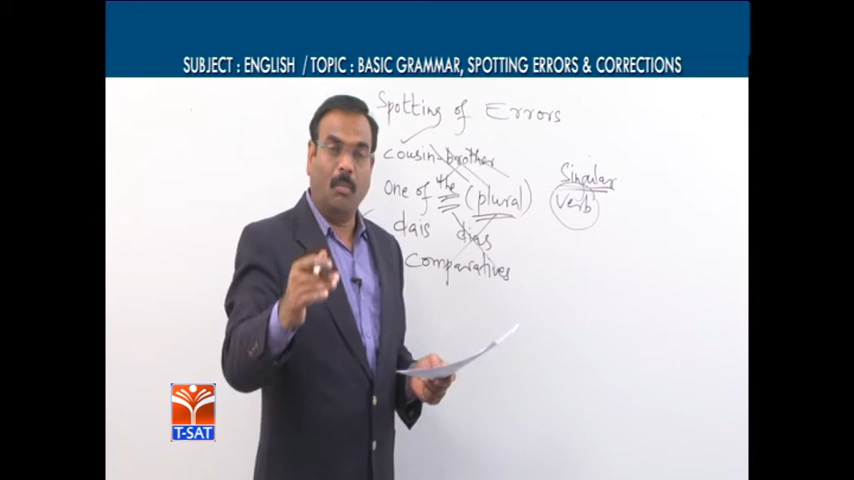 SUBJECT : ENGLISH / TOPIC : BASIC GRAMMAR, SPOTTING ERRORS & CORRECTIONS
Spotting of Errors
cousin-brother
One of the (plural) Singular verb
dais dias
comparatives
T-SAT